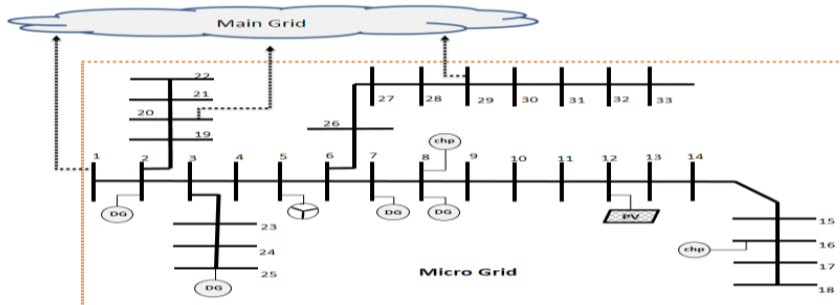 Main Grid
22
21
20
19
27 28 29 30 31 32 33
26
chp
1 2 3 4 5 6 7 8 9 10 11 12 13 14
DG
DG DG
PV
23
24
25
DG
15
chp 16
17
18
Micro Grid